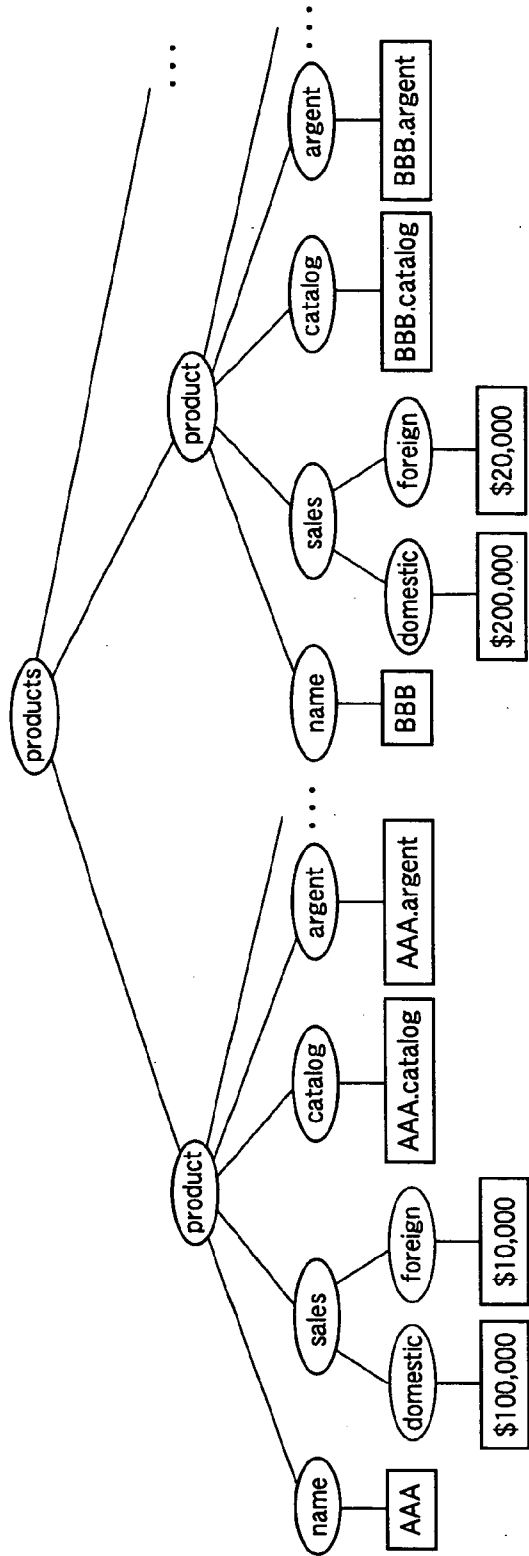 products
...
product
product
name
sales
catalog
argent
...
name
sales
catalog
argent
...
AAA
domestic
foreign
AAA.catalog
AAA.argent
BBB
domestic
foreign
BBB.catalog
BBB.argent
$100,000
$10,000
$200,000
$20,000